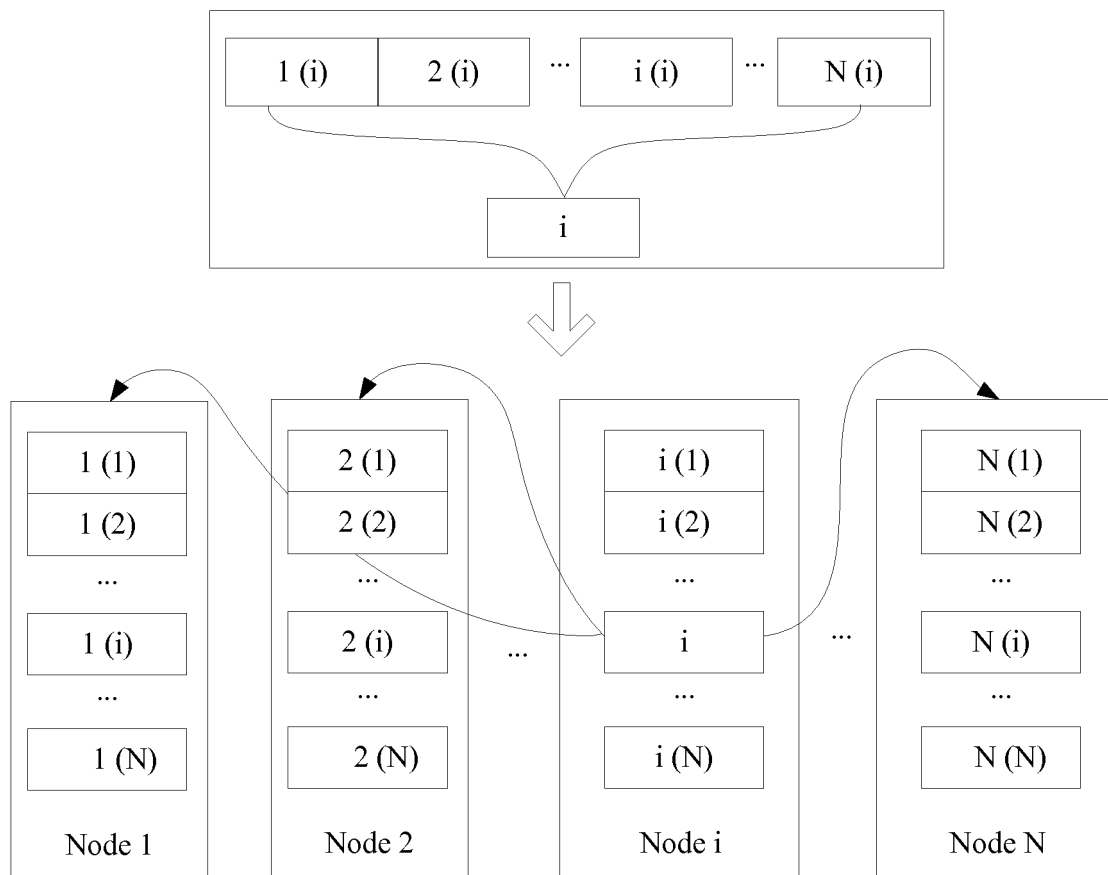 1 (i) 2 (i) ... i (i) ... N (i)
i
1 (1) 2 (1) i (1) N (1)
1 (2) 2 (2) i (2) N (2)
... ... ... ...
1 (i) 2 (i) ... i ... N (i)
... ... ... ...
1 (N) 2 (N) i (N) N (N)
Node 1 Node 2 Node i Node N